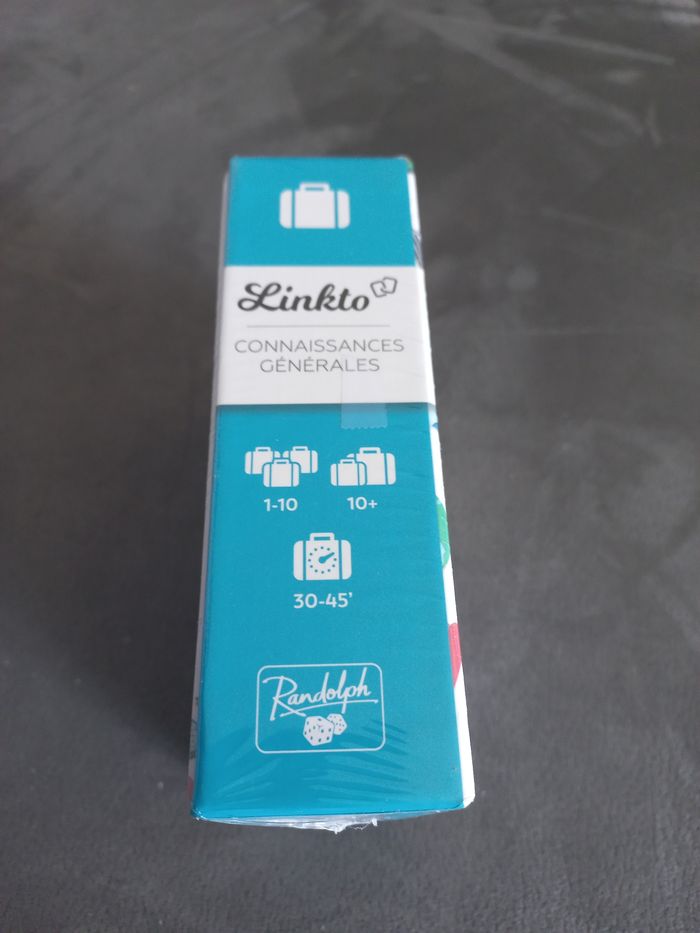 Linkto
CONNAISSANCES
GÉNÉRALES
1-10 10+
30-45'
Randolph